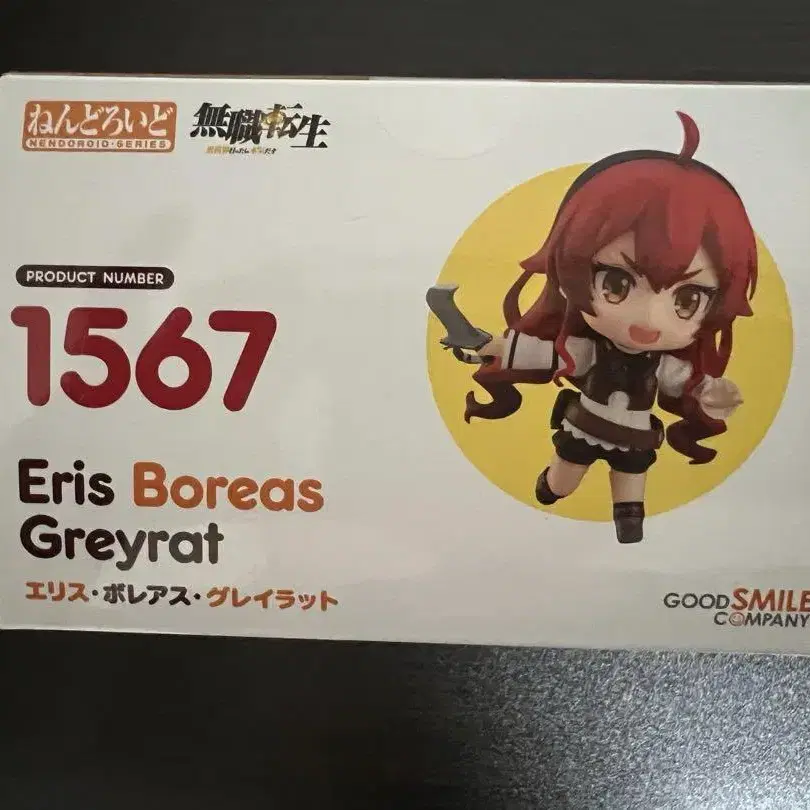 ねんどろいど
NENDOROID·SERIES
無職転生
PRODUCT NUMBER
1567
Eris Boreas
Greyrat
エリス・ボレアス・グレイラット
GOOD SMILE
COMPANY